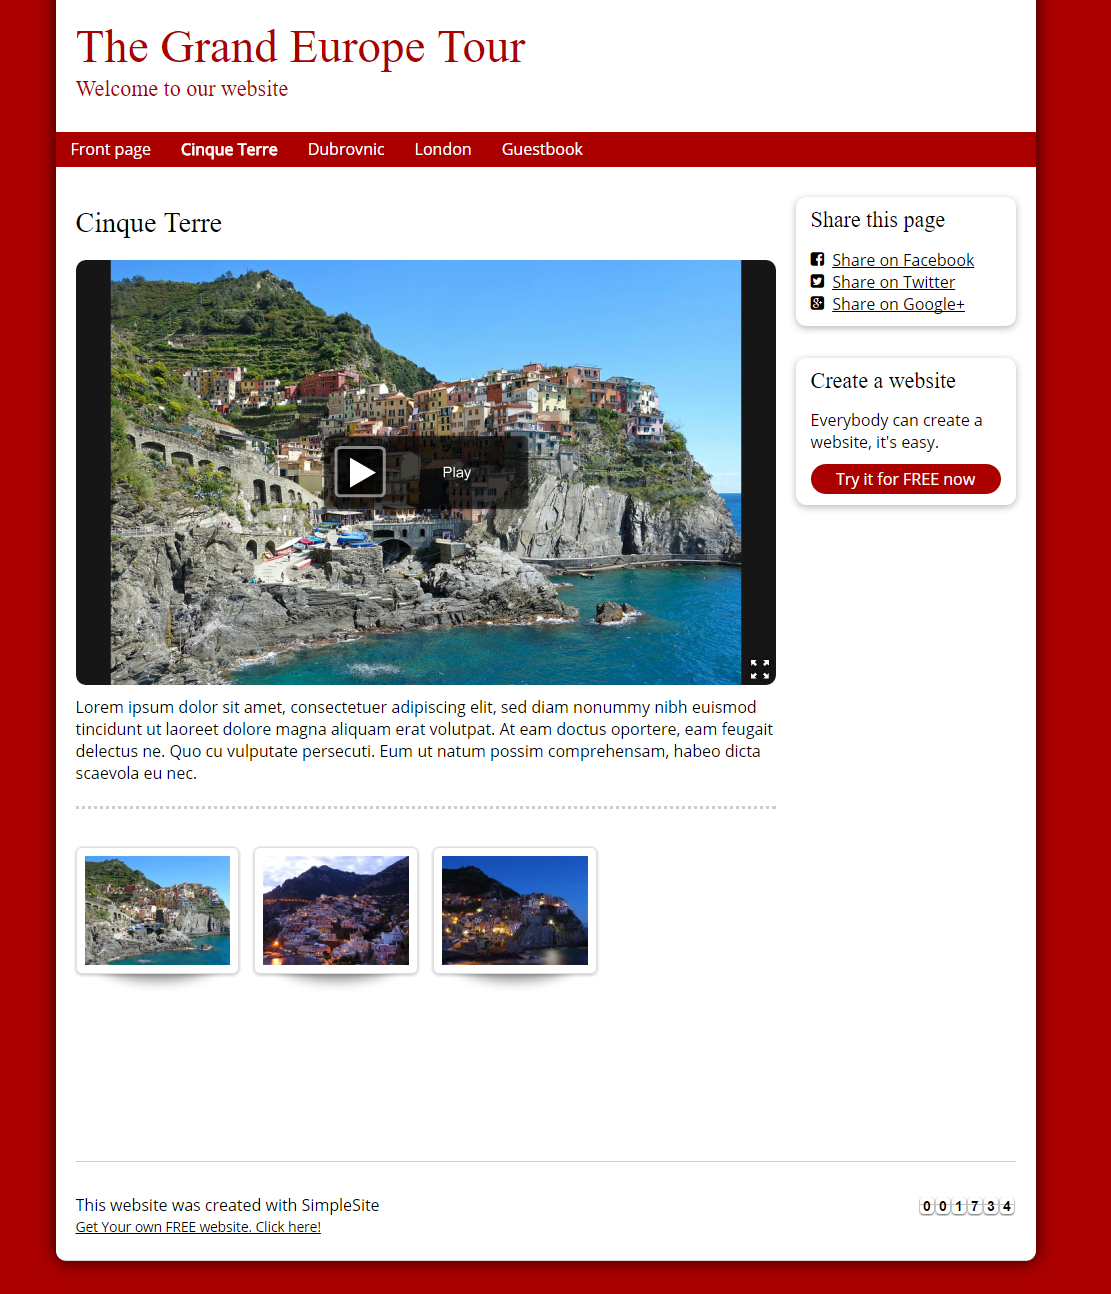 The Grand Europe Tour
Welcome to our website
Front page Cinque Terre Dubrovnic London Guestbook
Cinque Terre
Play
Lorem ipsum dolor sit amet, consectetuer adipiscing elit, sed diam nonummy nibh euismod
tincidunt ut laoreet dolore magna aliquam erat volutpat. At eam doctus oportere, eam feugait
delectus ne. Quo cu vulputate persecuti. Eum ut natum possim comprehensam, habeo dicta
scaevola eu nec.
Share this page
Share on Facebook
Share on Twitter
Share on Google+
Create a website
Everybody can create a
website, it's easy.
Try it for FREE now
This website was created with SimpleSite
Get Your own FREE website. Click here!
001734